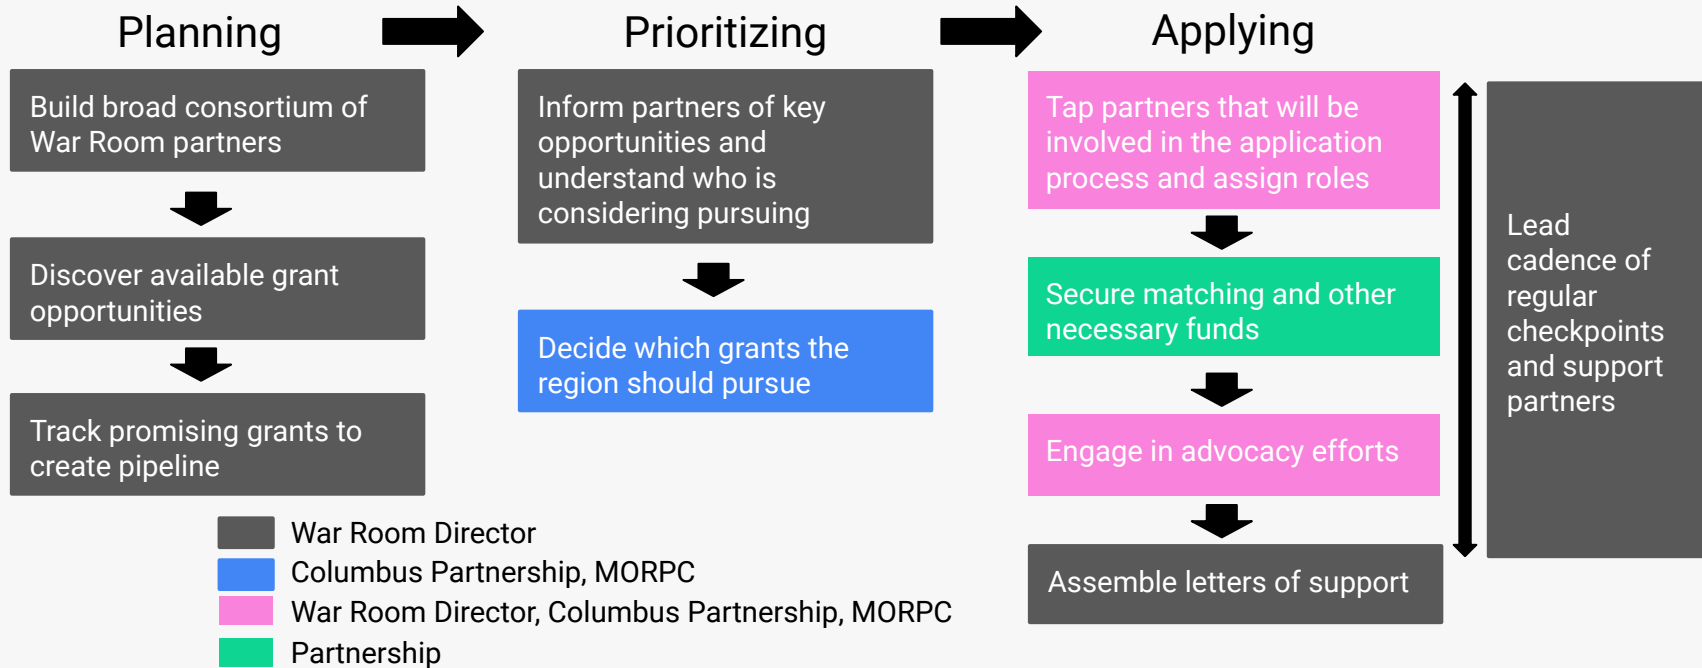 Planning
Prioritizing
Applying
Build broad consortium of
War Room partners
Discover available grant
opportunities
Track promising grants to
create pipeline
Inform partners of key
opportunities and
understand who is
considering pursuing
Decide which grants the
region should pursue
Tap partners that will be
involved in the application
process and assign roles
Secure matching and other
necessary funds
Engage in advocacy efforts
Assemble letters of support
Lead
cadence of
regular
checkpoints
and support
partners
War Room Director
Columbus Partnership, MORPC
War Room Director, Columbus Partnership, MORPC
Partnership